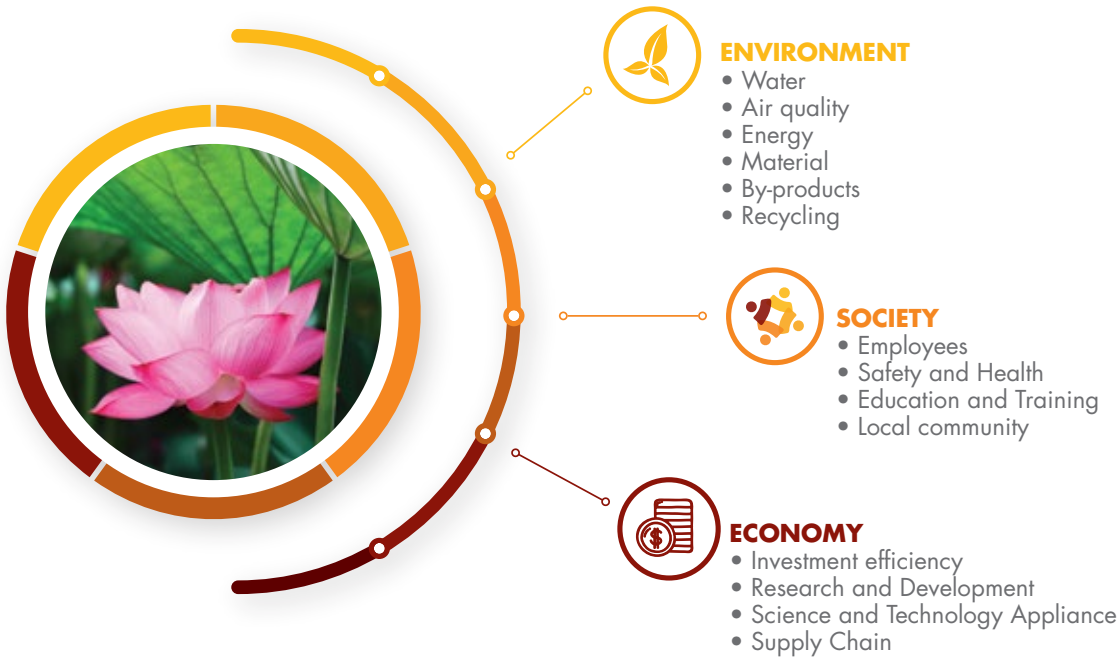 ENVIRONMENT
• Water
• Air quality
• Energy
• Material
• By-products
• Recycling
SOCIETY
• Employees
• Safety and Health
• Education and Training
• Local community
$
ECONOMY
• Investment efficiency
• Research and Development
• Science and Technology Appliance
• Supply Chain